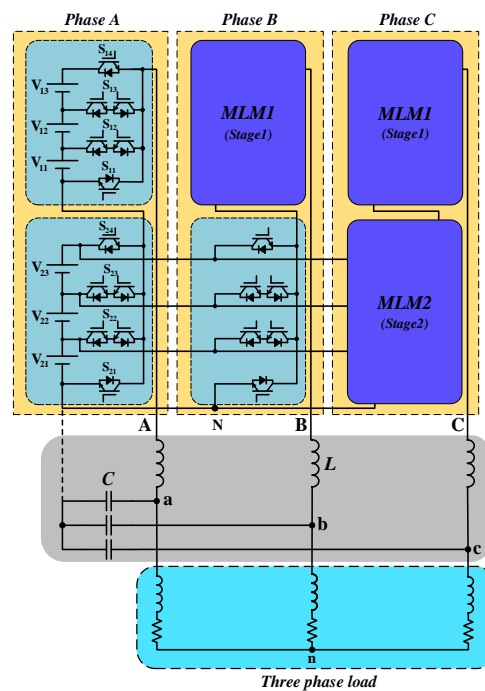 Phase A
Phase B
Phase C
S14
V13
S13
V12
S12
V11
S11
MLM1
(Stage1)
MLM1
(Stage1)
S24
V23
S23
V22
S22
V21
S21
MLM2
(Stage2)
A
N
B
C
C
L
a
b
c
n
Three phase load